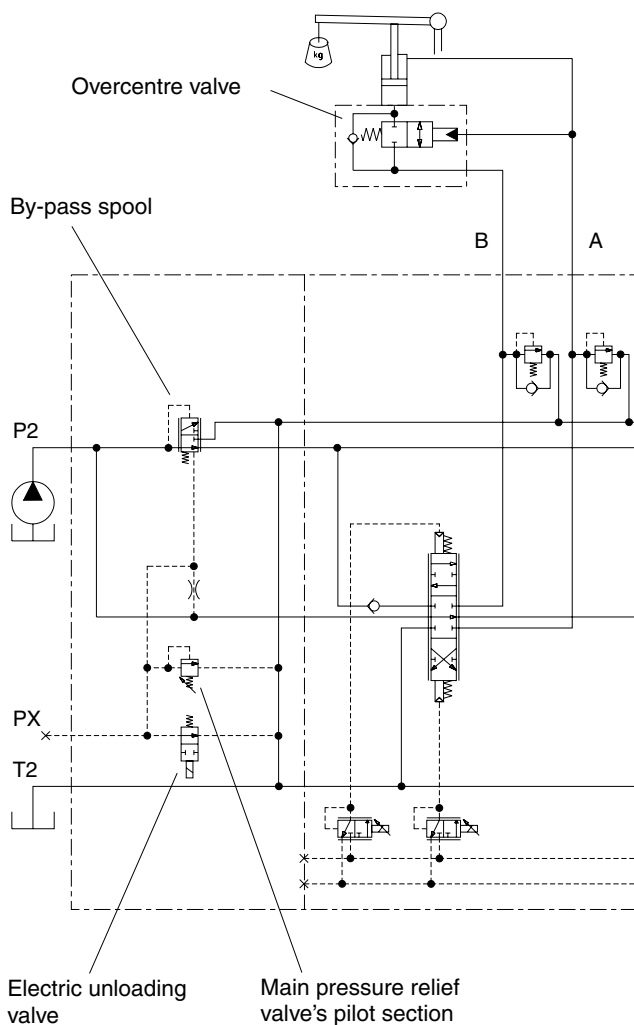 kg
Overcentre valve
By-pass spool
B
A
P2
PX
T2
Electric unloading
valve
Main pressure relief
valve's pilot section